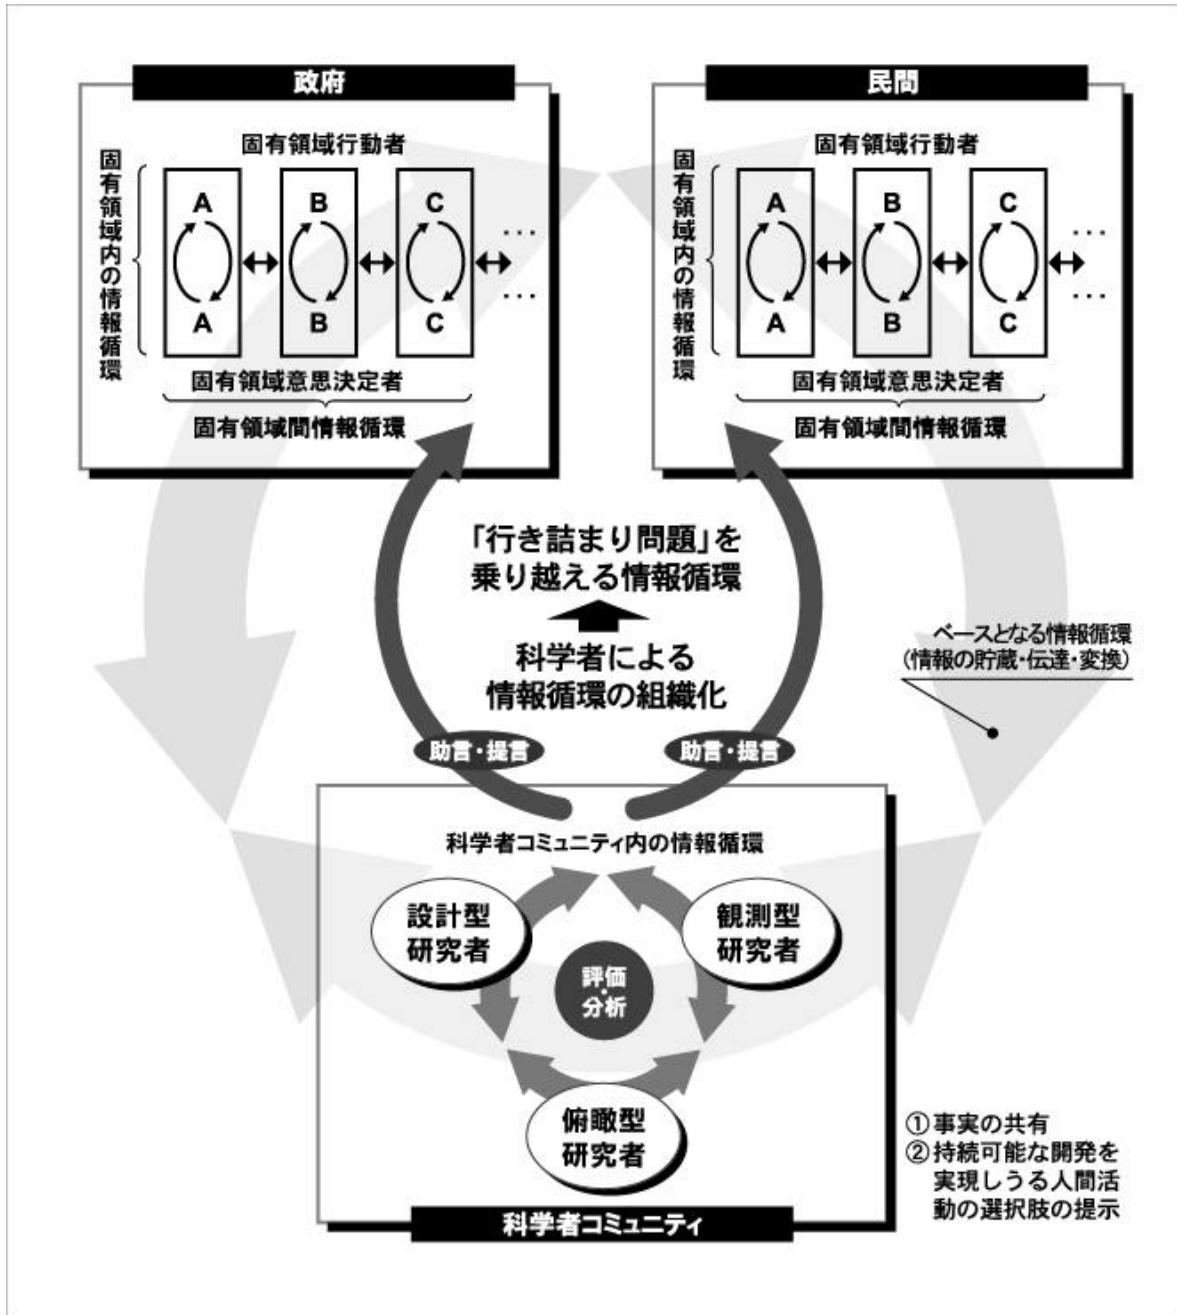 政府
固有領域行動者
固有領域内の情報循環
A
B
C
…
A
B
C
…
固有領域意思決定者
固有領域間情報循環
民間
固有領域行動者
固有領域内の情報循環
A
B
C
…
A
B
C
…
固有領域意思決定者
固有領域間情報循環
「行き詰まり問題」を
乗り越える情報循環
科学者による
情報循環の組織化
ベースとなる情報循環
(情報の貯蔵・伝達・変換)
助言・提言
助言・提言
科学者コミュニティ内の情報循環
設計型
研究者
観測型
研究者
評価
・
分析
俯瞰型
研究者
科学者コミュニティ
①事実の共有
②持続可能な開発を
実現しうる人間活
動の選択肢の提示